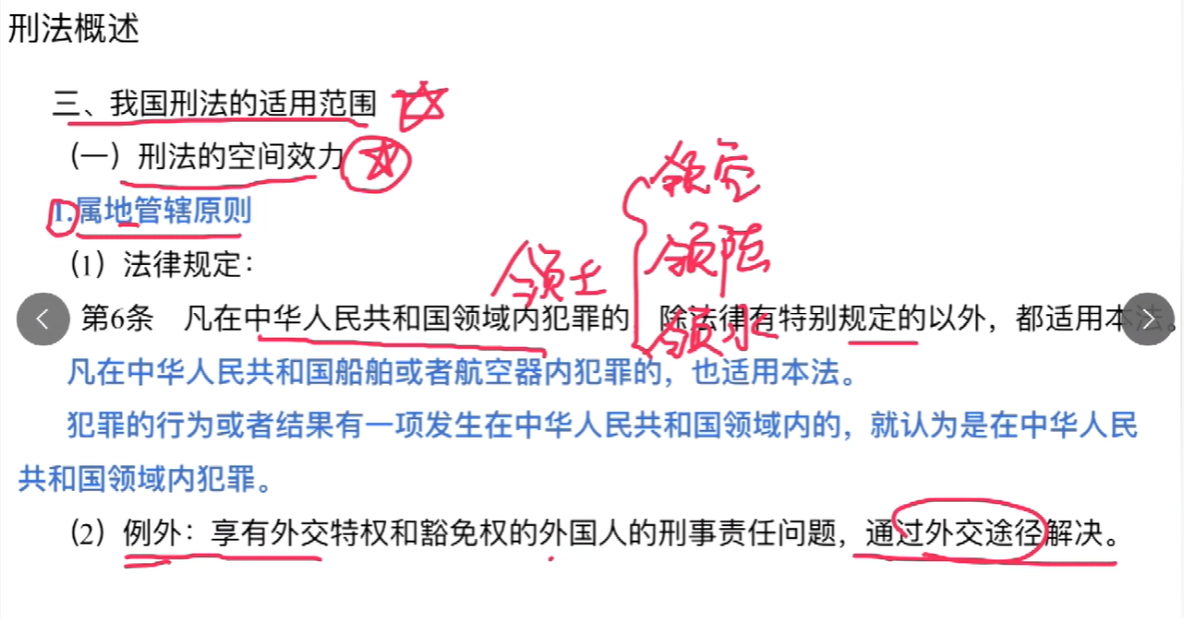 刑法概述
三、我国刑法的适用范围
（一）刑法的空间效力
1.属地管辖原则
（1）法律规定：
领土
领空
领陆
领水
第6条 凡在中华人民共和国领域内犯罪的 除法律有特别规定的以外，都适用本法。
凡在中华人民共和国船舶或者航空器内犯罪的，也适用本法。
犯罪的行为或者结果有一项发生在中华人民共和国领域内的，就认为是在中华人民
共和国领域内犯罪。
（2）例外：享有外交特权和豁免权的外国人的刑事责任问题，通过外交途径解决。